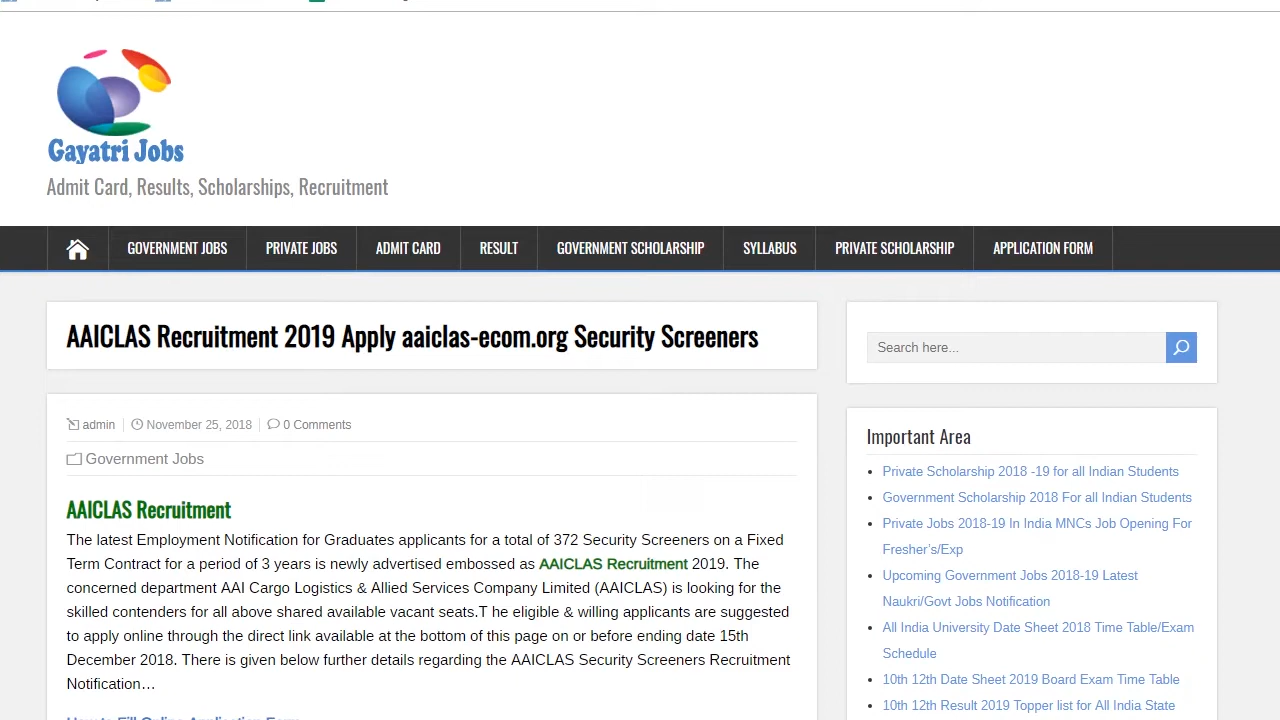 Gayatri Jobs
Admit Card, Results, Scholarships, Recruitment
GOVERNMENT JOBS PRIVATE JOBS ADMIT CARD RESULT GOVERNMENT SCHOLARSHIP SYLLABUS PRIVATE SCHOLARSHIP APPLICATION FORM
AAICLAS Recruitment 2019 Apply aaiclas-ecom.org Security Screeners
admin November 25, 2018 0 Comments
Government Jobs
AAICLAS Recruitment
The latest Employment Notification for Graduates applicants for a total of 372 Security Screeners on a Fixed
Term Contract for a period of 3 years is newly advertised embossed as AAICLAS Recruitment 2019. The
concerned department AAI Cargo Logistics & Allied Services Company Limited (AAICLAS) is looking for the
skilled contenders for all above shared available vacant seats.T he eligible & willing applicants are suggested
to apply online through the direct link available at the bottom of this page on or before ending date 15th
December 2018. There is given below further details regarding the AAICLAS Security Screeners Recruitment
Notification…
Search here...
Important Area
Private Scholarship 2018 -19 for all Indian Students
Government Scholarship 2018 For all Indian Students
Private Jobs 2018-19 In India MNCs Job Opening For
Fresher’s/Exp
Upcoming Government Jobs 2018-19 Latest
Naukri/Govt Jobs Notification
All India University Date Sheet 2018 Time Table/Exam
Schedule
10th 12th Date Sheet 2019 Board Exam Time Table
10th 12th Result 2019 Topper list for All India State